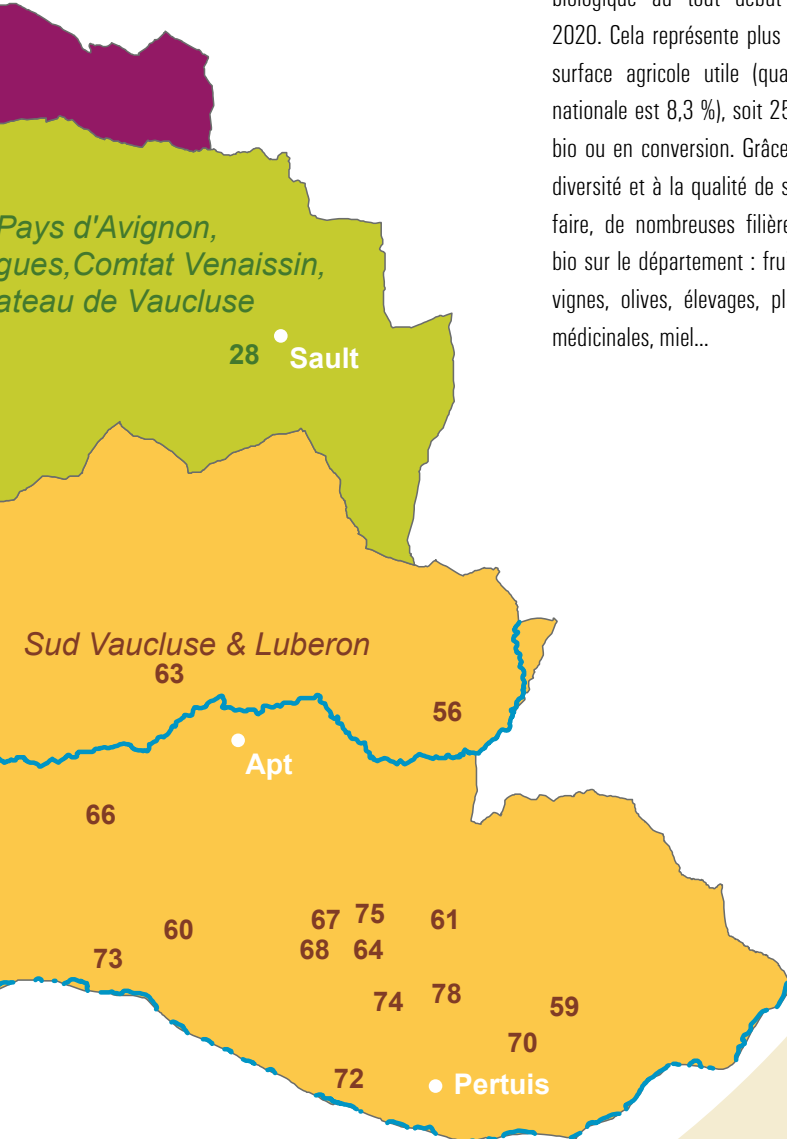 biologique au tout début
2020. Cela représente plus
surface agricole utile (qua
nationale est 8,3 %), soit 25
bio ou en conversion. Grâce
diversité et à la qualité de s
faire, de nombreuses filière
bio sur le département : fru
vignes, olives, élevages, pl
médicinales, miel...
Pays d'Avignon,
gues,Comtat Venaissin,
ateau de Vaucluse
28
Sault
Sud Vaucluse & Luberon
63
56
Apt
66
67 75 61
60
68 64
73
74 78
59
70
72
Pertuis